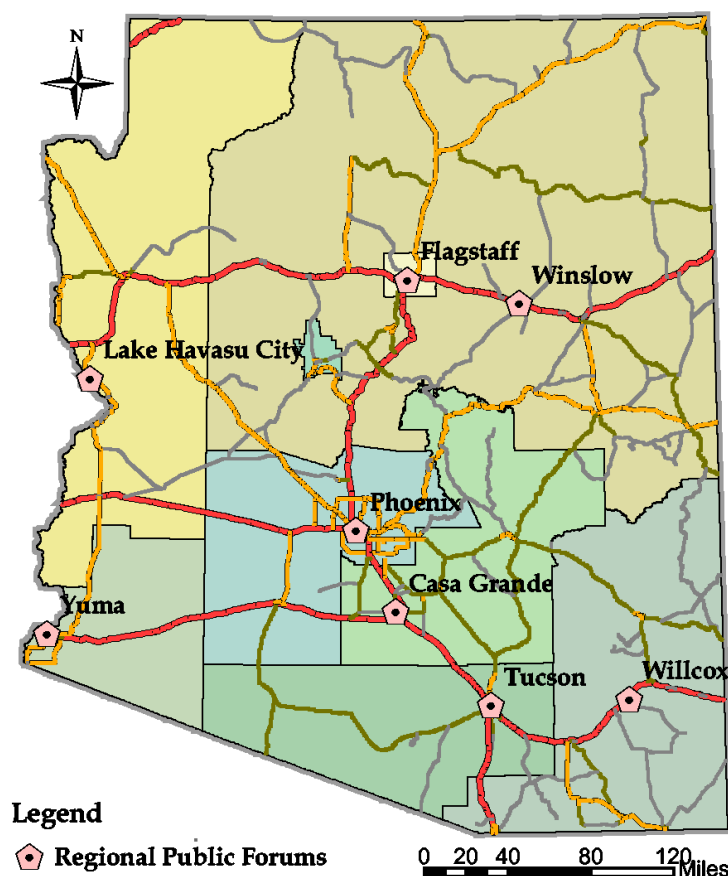 N
Flagstaff
Winslow
Lake Havasu City
Phoenix
Casa Grande
Yuma
Willcox
Tucson
Legend
Regional Public Forums
0 20 40 80 120
Miles